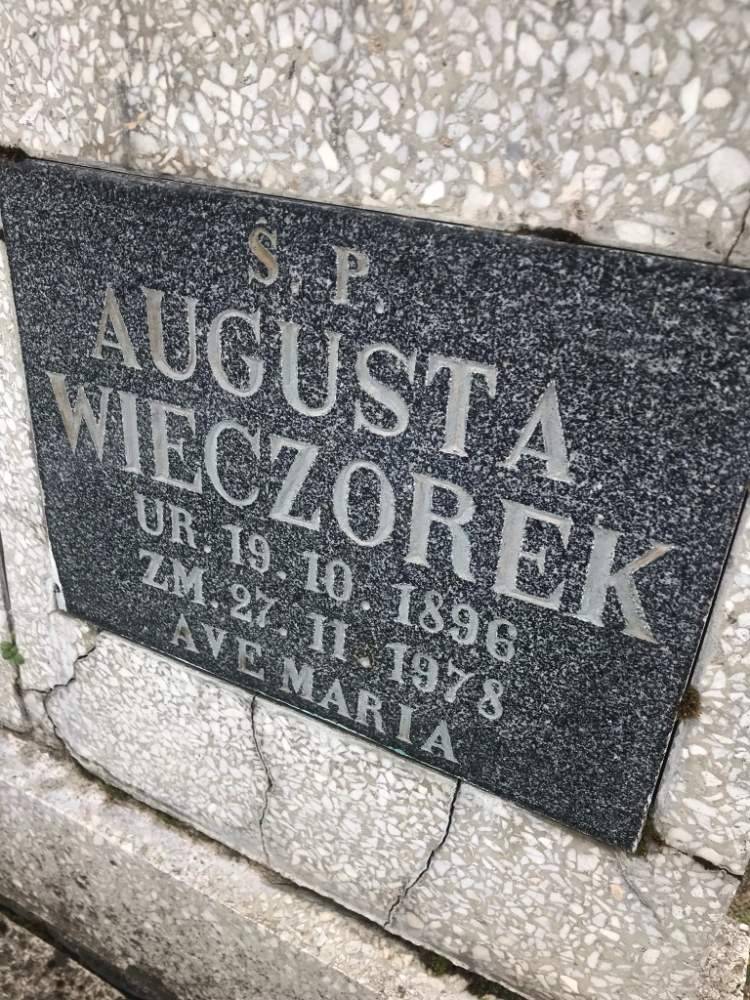 S. P.
AUGUSTA
WIECZOREK
UR. 19. 10. 1896
ZM. 27. 11. 1978
AVE MARIA